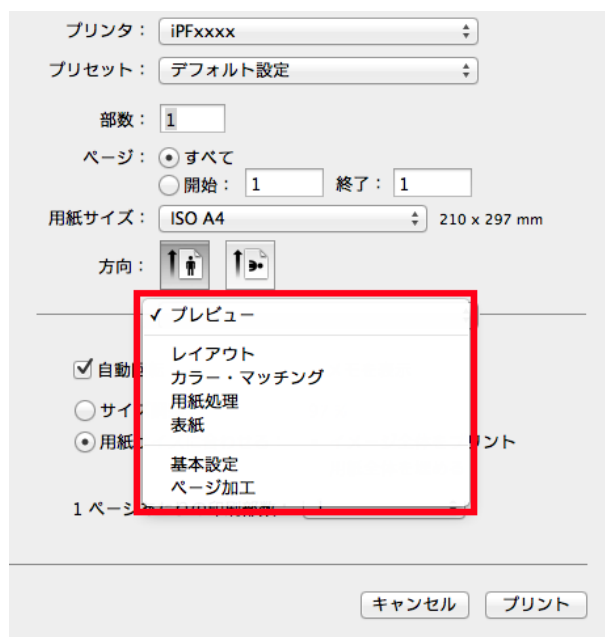 プリンタ： iPFxxxx
プリセット： デフォルト設定
部数： 1
ページ： すべて
開始： 1 終了： 1
用紙サイズ： ISO A4 210 x 297 mm
方向：
✓ プレビュー
レイアウト
自動
カラー・マッチング
用紙処理
サイ
表紙
用紙 リント
基本設定
ページ加工
1 ページ
キャンセル プリント